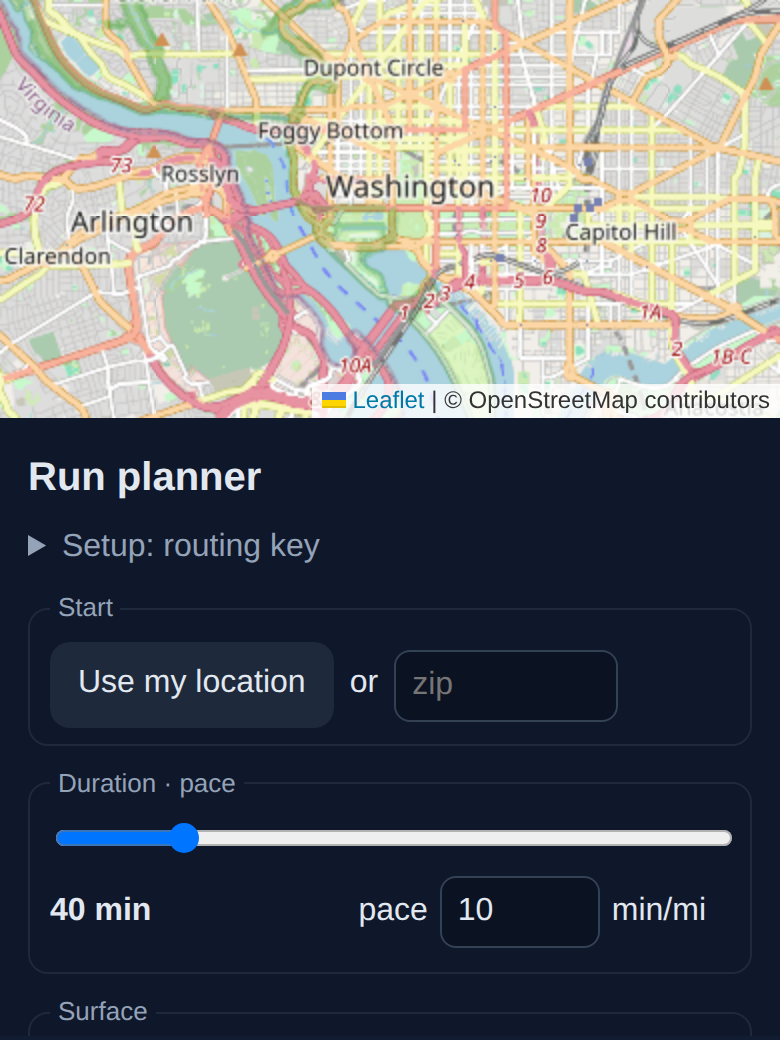 Dupont Circle
Virginia
Foggy Bottom
73
Rosslyn
Washington
72
10
Arlington
9
Capitol Hill
8
Clarendon
4
5
6
3
2
1
1A
2
1B-C
10A
Leaflet | © OpenStreetMap contributors
Run planner
Setup: routing key
Start
Use my location or zip
Duration · pace
40 min pace 10 min/mi
Surface